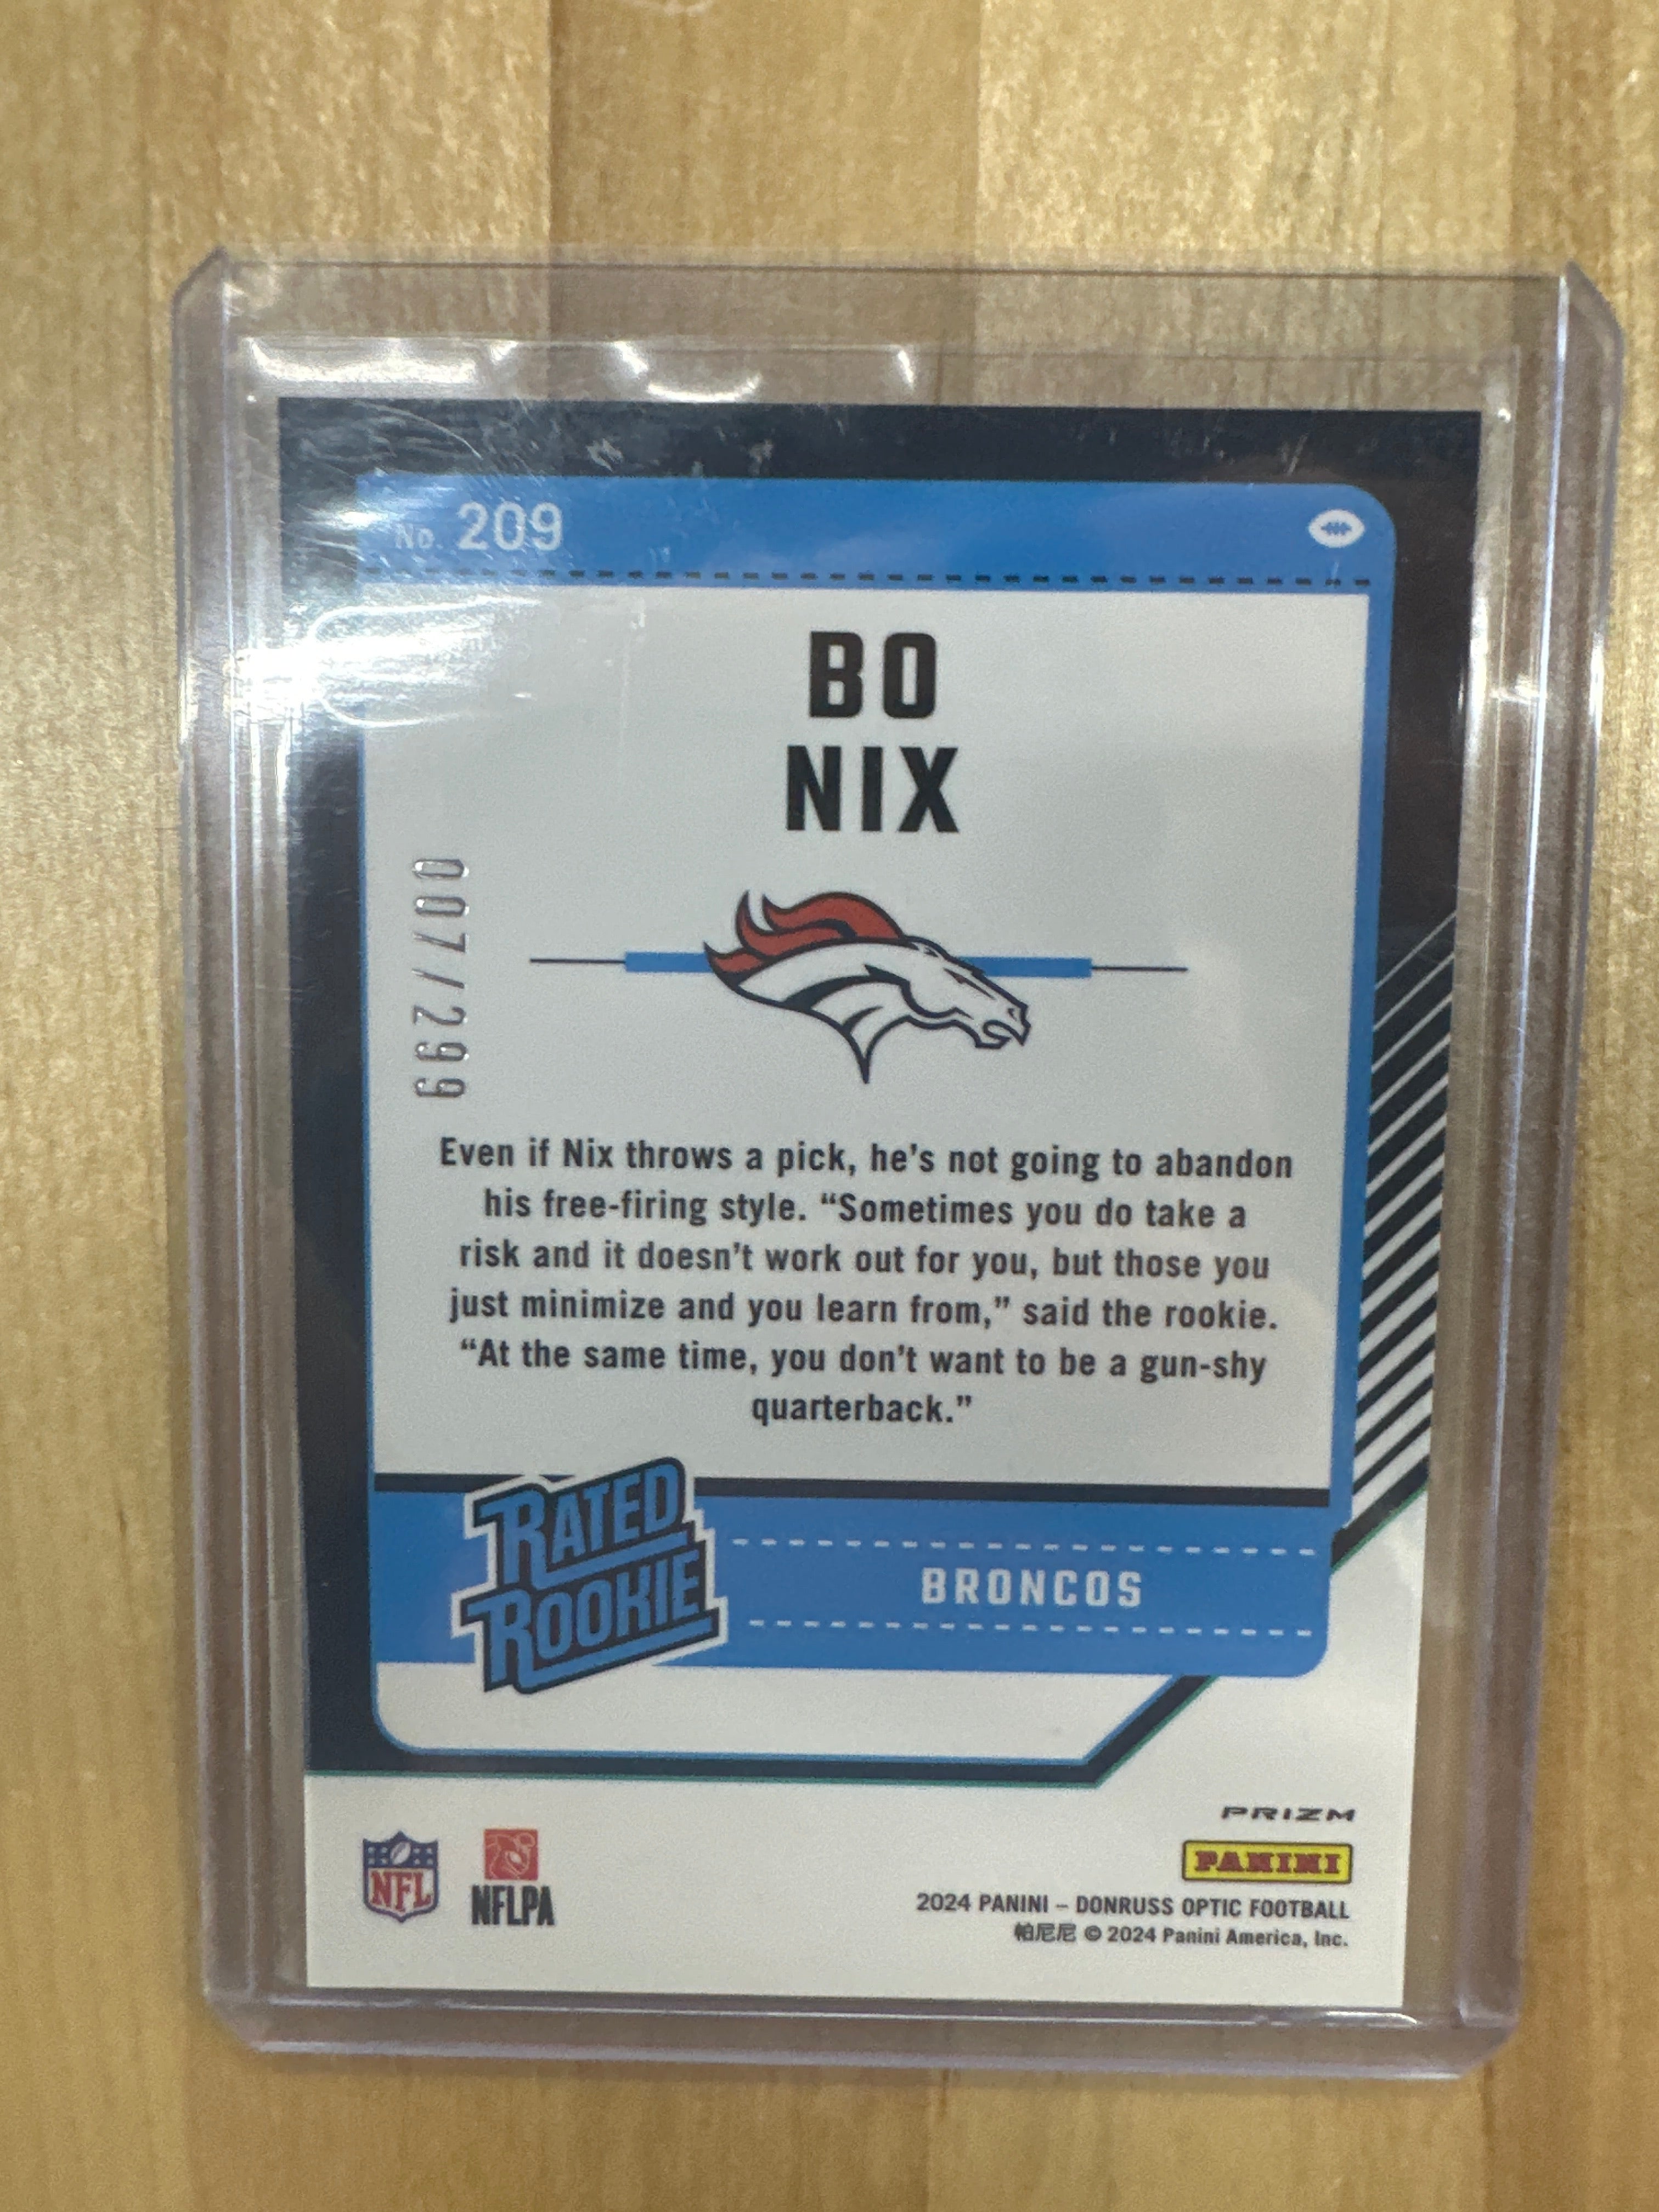 No. 209
BO
NIX
007/299
Even if Nix throws a pick, he's not going to abandon
his free-firing style. “Sometimes you do take a
risk and it doesn't work out for you, but those you
just minimize and you learn from,” said the rookie.
“At the same time, you don't want to be a gun-shy
quarterback.”
RATED
ROOKIE
BRONCOS
PRIZM
NFL
NFLPA
PANINI
2024 PANINI – DONRUSS OPTIC FOOTBALL
帕尼尼 © 2024 Panini America, Inc.